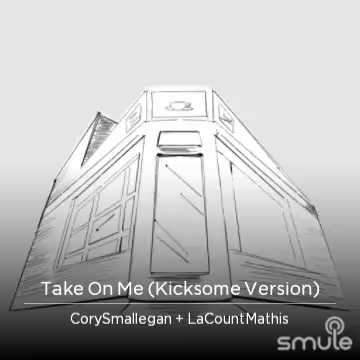 Take On Me (Kicksome Version)
CorySmallegan + LaCountMathis
smule